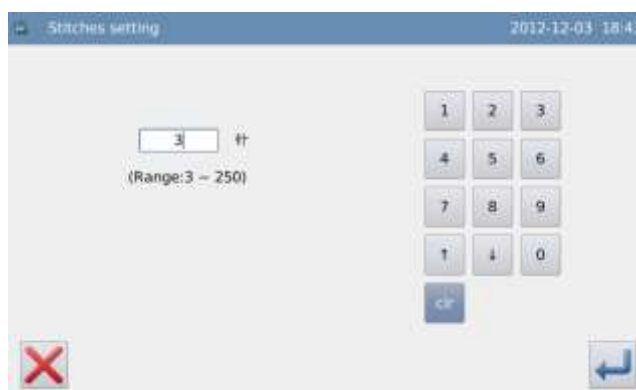 Stitches setting 2012-12-03 18:4
3 针
(Range:3 ~ 250)
1 2 3
4 5 6
7 8 9
↑ ↓ 0
clr